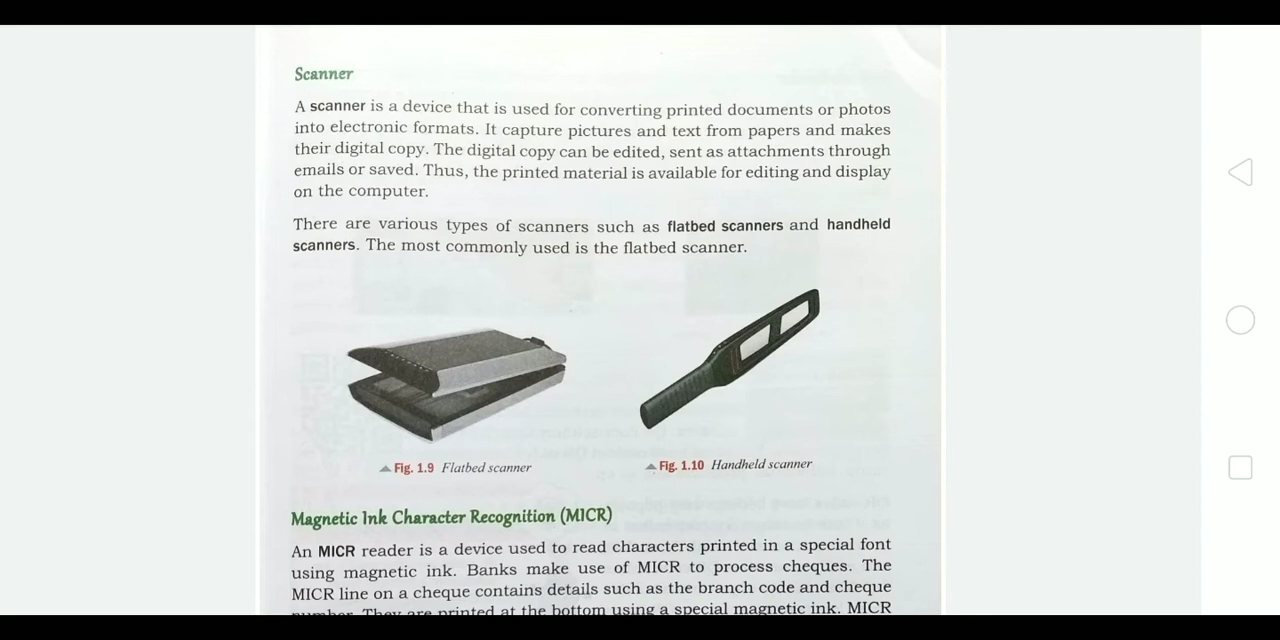 Scanner
A scanner is a device that is used for converting printed documents or photos
into electronic formats. It capture pictures and text from papers and makes
their digital copy. The digital copy can be edited, sent as attachments through
emails or saved. Thus, the printed material is available for editing and display
on the computer.
There are various types of scanners such as flatbed scanners and handheld
scanners. The most commonly used is the flatbed scanner.
Fig. 1.9 Flatbed scanner
Fig. 1.10 Handheld scanner
Magnetic Ink Character Recognition (MICR)
An MICR reader is a device used to read characters printed in a special font
using magnetic ink. Banks make use of MICR to process cheques. The
MICR line on a cheque contains details such as the branch code and cheque
number. They are printed at the bottom using a special magnetic ink. MICR